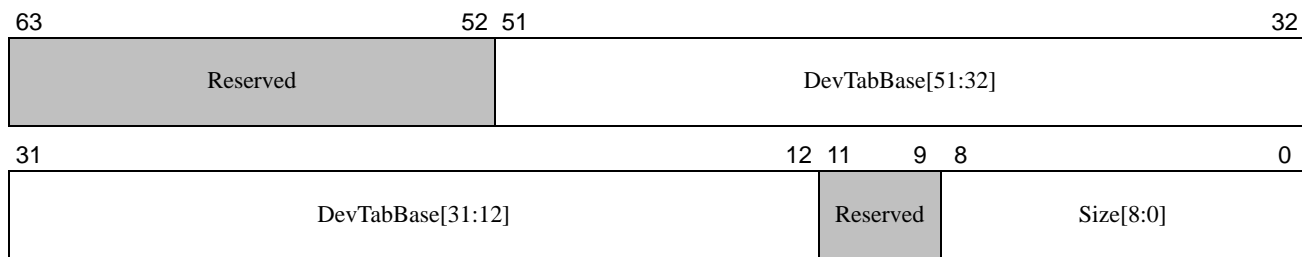 63 52 51 32
Reserved DevTabBase[51:32]
31 12 11 9 8 0
DevTabBase[31:12] Reserved Size[8:0]